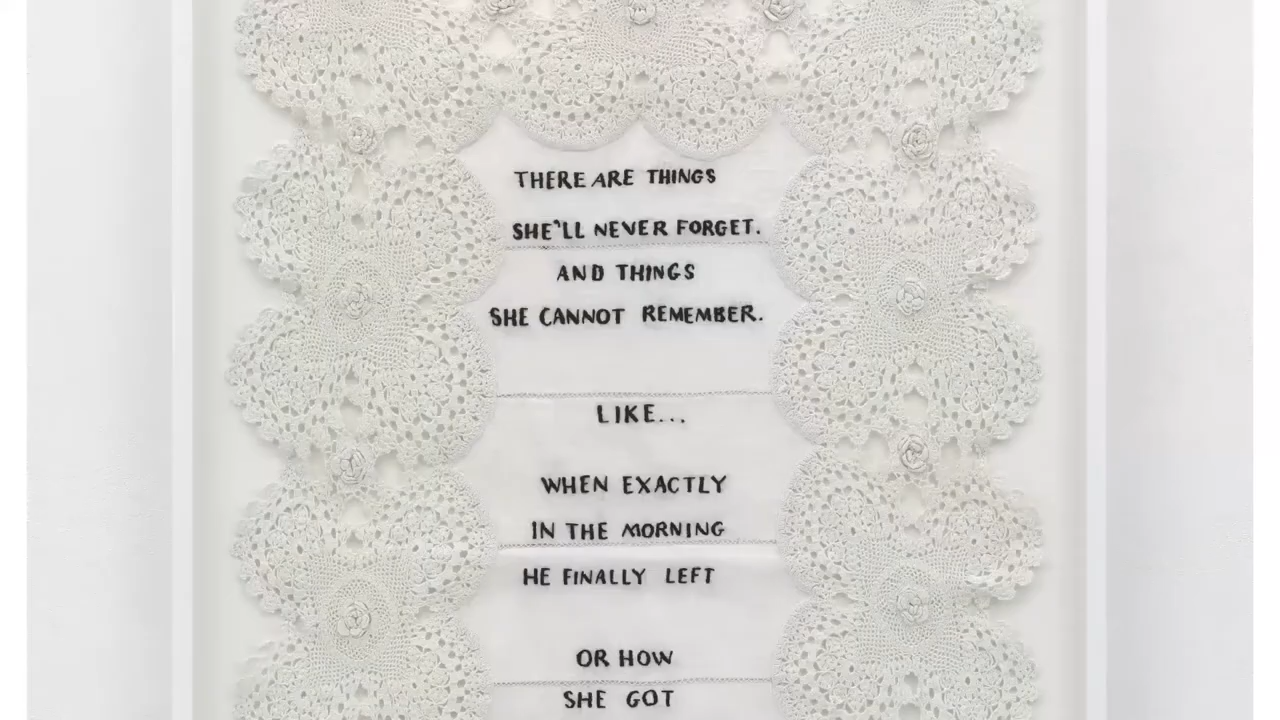 THERE ARE THINGS
SHE'LL NEVER FORGET.
AND THINGS
SHE CANNOT REMEMBER.
LIKE...
WHEN EXACTLY
IN THE MORNING
HE FINALLY LEFT
OR HOW
SHE GOT